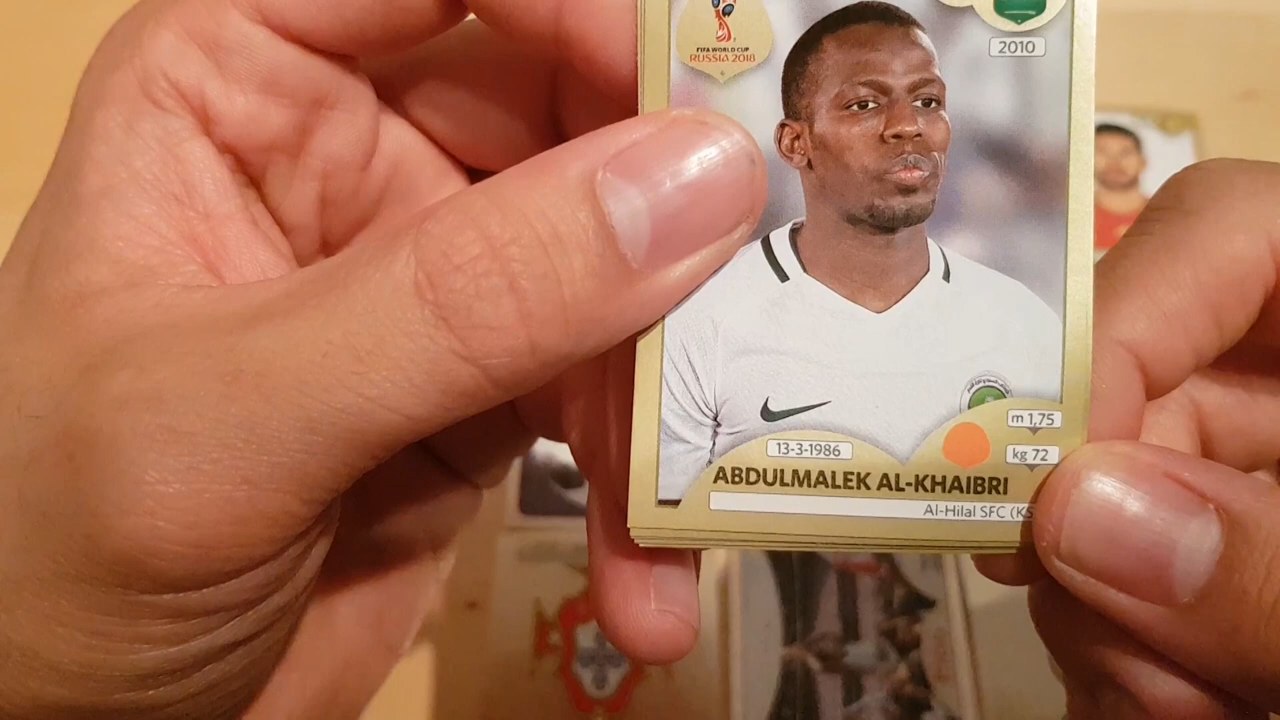 FIFA WORLD CUP
RUSSIA 2018
2010
m 1,75
13-3-1986
kg 72
ABDULMALEK AL-KHAIBRI
Al-Hilal SFC (KS